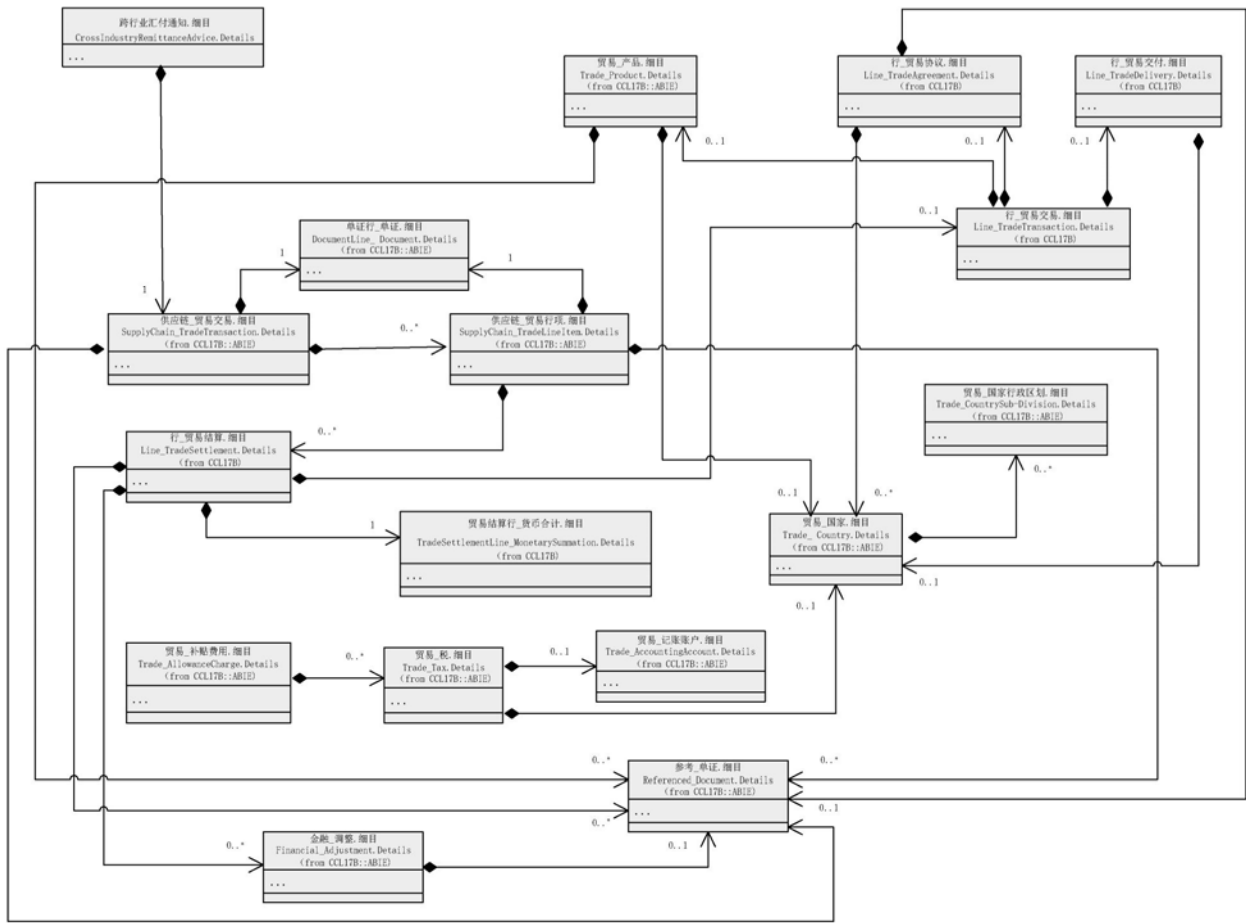 跨行业汇付通知.细目
CrossIndustryRemittanceAdvice.Details
...
贸易_产品.细目
Trade_Product.Details
(from CCL17B::ABIE)
...
行_贸易协议.细目
Line_TradeAgreement.Details
(from CCL17B)
...
行_贸易交付.细目
Line_TradeDelivery.Details
(from CCL17B)
...
0..1
0..1
0..1
单证行_单证.细目
DocumentLine_ Document.Details
(from CCL17B::ABIE)
...
0..1
行_贸易交易.细目
Line_TradeTransaction.Details
(from CCL17B)
...
1
1
1
供应链_贸易交易.细目
SupplyChain_TradeTransaction.Details
(from CCL17B::ABIE)
...
0..*
供应链_贸易行项.细目
SupplyChain_TradeLineItem.Details
(from CCL17B::ABIE)
...
贸易_国家行政区划.细目
Trade_CountrySub-Division.Details
(from CCL17B::ABIE)
...
行_贸易结算.细目
Line_TradeSettlement.Details
(from CCL17B)
...
0..*
0..*
0..1
0..*
1
贸易结算行_货币合计.细目
TradeSettlementLine_MonetarySummation.Details
(from CCL17B)
...
贸易_国家.细目
Trade_ Country.Details
(from CCL17B::ABIE)
...
0..1
0..1
贸易_补贴费用.细目
Trade_AllowanceCharge.Details
(from CCL17B::ABIE)
...
0..*
贸易_税.细目
Trade_Tax.Details
(from CCL17B::ABIE)
...
0..1
贸易_记账账户.细目
Trade_AccountingAccount.Details
(from CCL17B::ABIE)
...
0..*
参考_单证.细目
Referenced_Document.Details
(from CCL17B::ABIE)
...
0..*
0..1
0..*
0..*
金融_调整.细目
Financial_Adjustment.Details
(from CCL17B::ABIE)
...
0..1